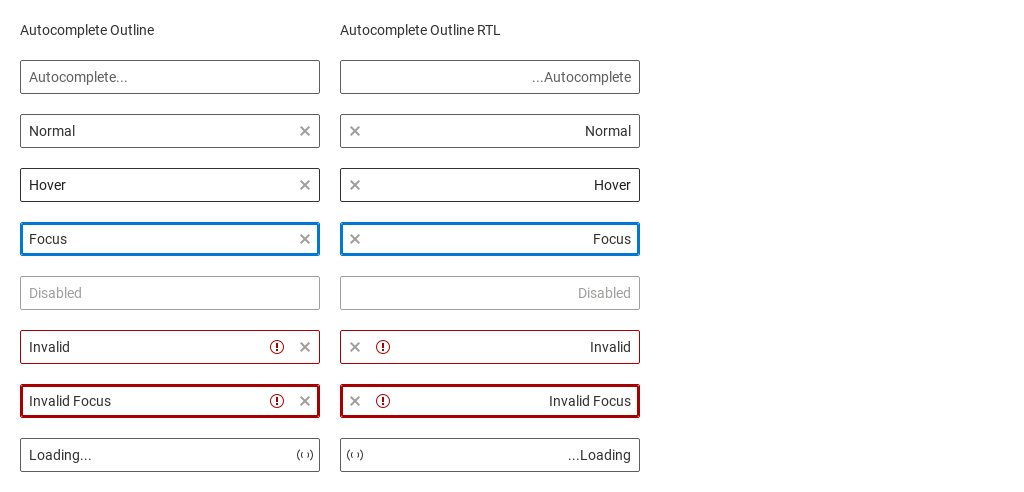 Autocomplete Outline
Autocomplete Outline RTL
Autocomplete...
...Autocomplete
Normal
Normal
Hover
Hover
Focus
Focus
Disabled
Disabled
Invalid
Invalid
Invalid Focus
Invalid Focus
Loading...
...Loading